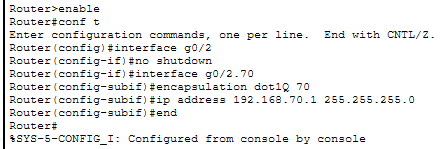 Router>enable
Router#conf t
Enter configuration commands, one per line.  End with CNTL/Z.
Router(config)#interface g0/2
Router(config-if)#no shutdown
Router(config-if)#interface g0/2.70
Router(config-subif)#encapsulation dot1Q 70
Router(config-subif)#ip address 192.168.70.1 255.255.255.0
Router(config-subif)#end
Router#
%SYS-5-CONFIG_I: Configured from console by console